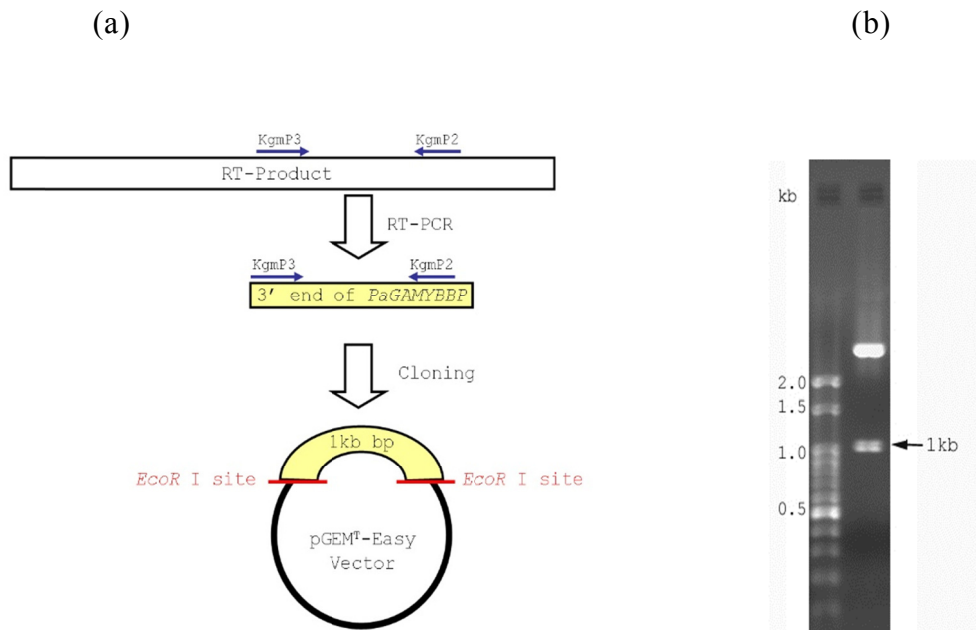 (a)
(b)
KgmP3
KgmP2
RT-Product
RT-PCR
KgmP3
KgmP2
3' end of PaGAMYBBP
Cloning
1kb bp
EcoR I site
EcoR I site
pGEMᵀ-Easy
Vector
kb
2.0
1.5
1.0
0.5
1kb